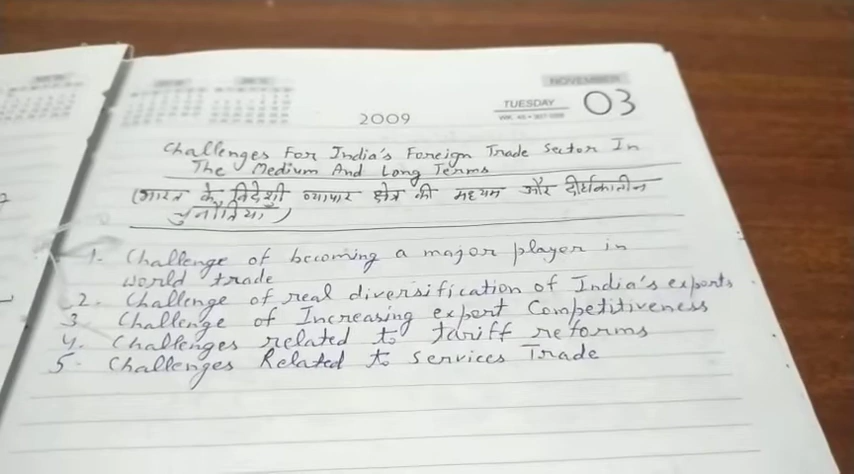 2009
NOVEMBER
TUESDAY
03
Challenges For India's Foreign Trade Sector In
The Medium And Long Terms
(भारत के विदेशी व्यापार क्षेत्र की मध्यम और दीर्घकालीन
चुनौतियां)
1. Challenge of becoming a major player in
world trade
2. Challenge of real diversification of India's exports
3 Challenge of Increasing export Competitiveness
4. Challenges related to tariff reforms
5. Challenges Related to Services Trade